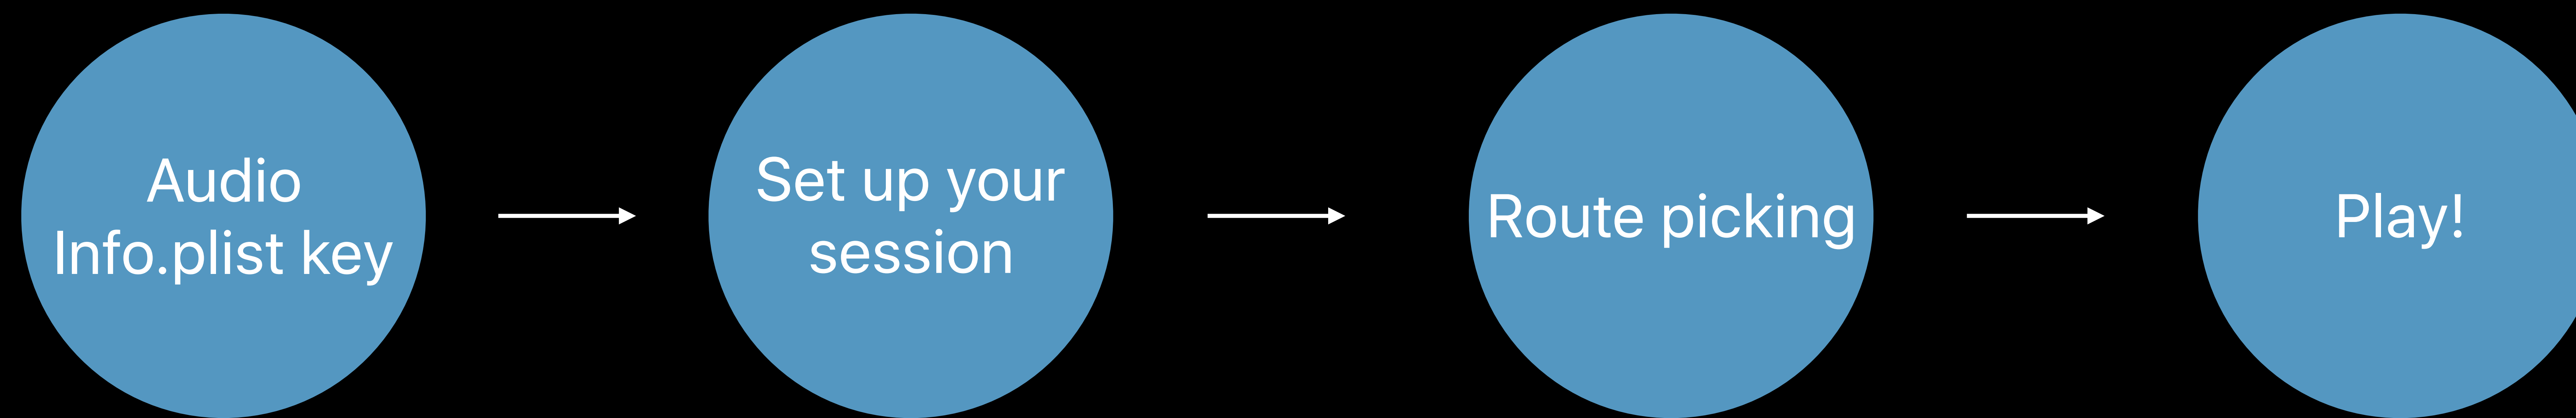 Audio
Info.plist key
Set up your
session
Route picking
Play!